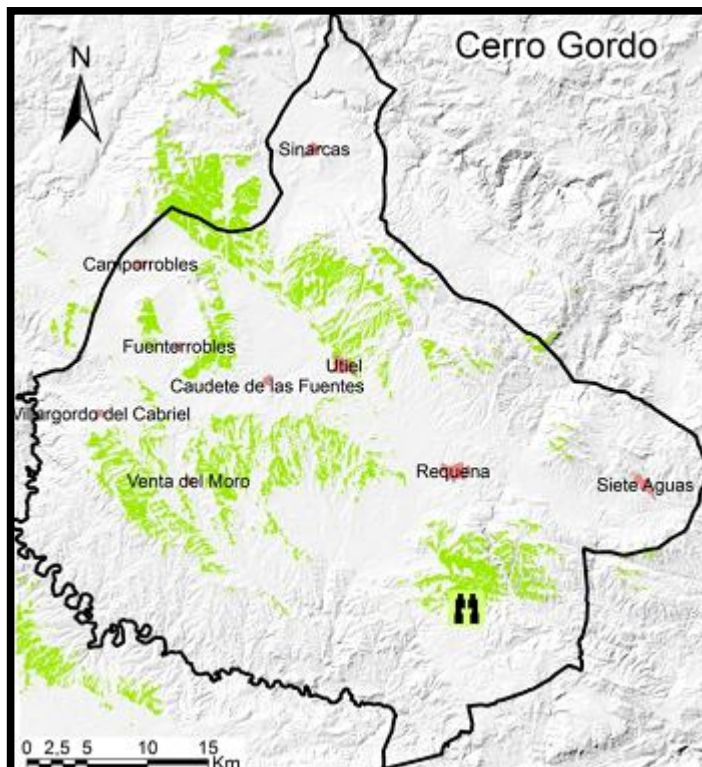 Cerro Gordo
N
Sinarcas
Camporrobles
Fuenterrobles
Utiel
Caudete de las Fuentes
Villargordo del Cabriel
Venta del Moro
Requena
Siete Aguas
0 2,5 5 10 15
Km